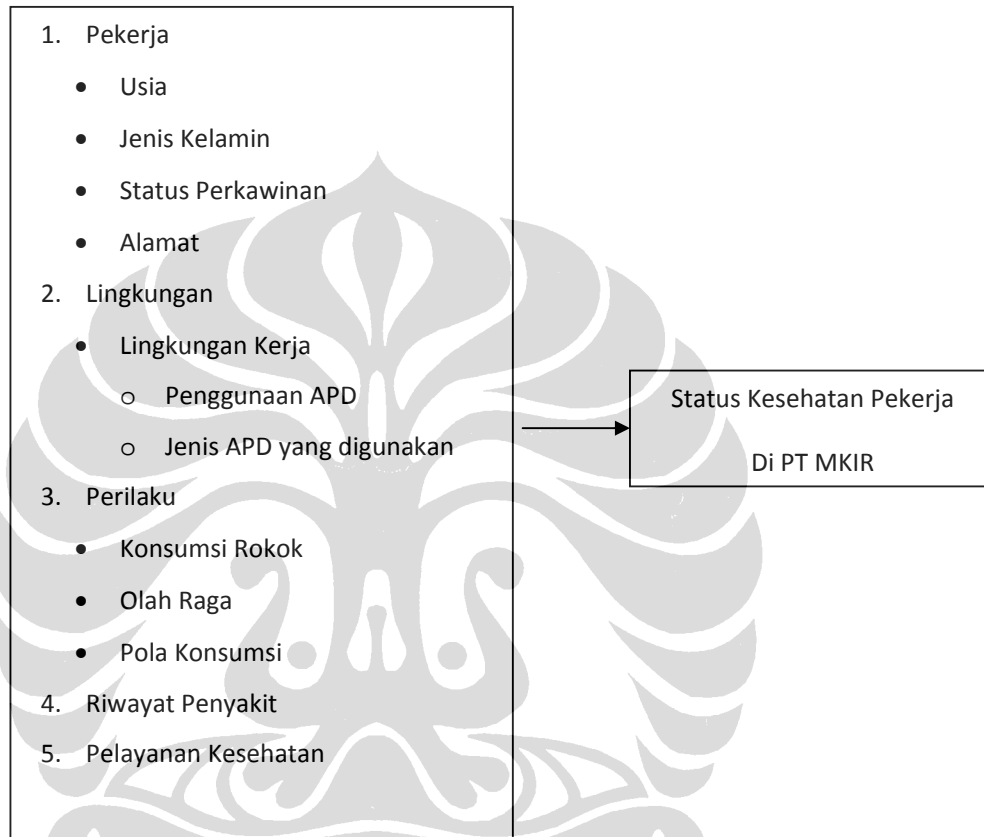 1. Pekerja
• Usia
• Jenis Kelamin
• Status Perkawinan
• Alamat
2. Lingkungan
• Lingkungan Kerja
o Penggunaan APD
o Jenis APD yang digunakan
3. Perilaku
• Konsumsi Rokok
• Olah Raga
• Pola Konsumsi
4. Riwayat Penyakit
5. Pelayanan Kesehatan
Status Kesehatan Pekerja
Di PT MKIR